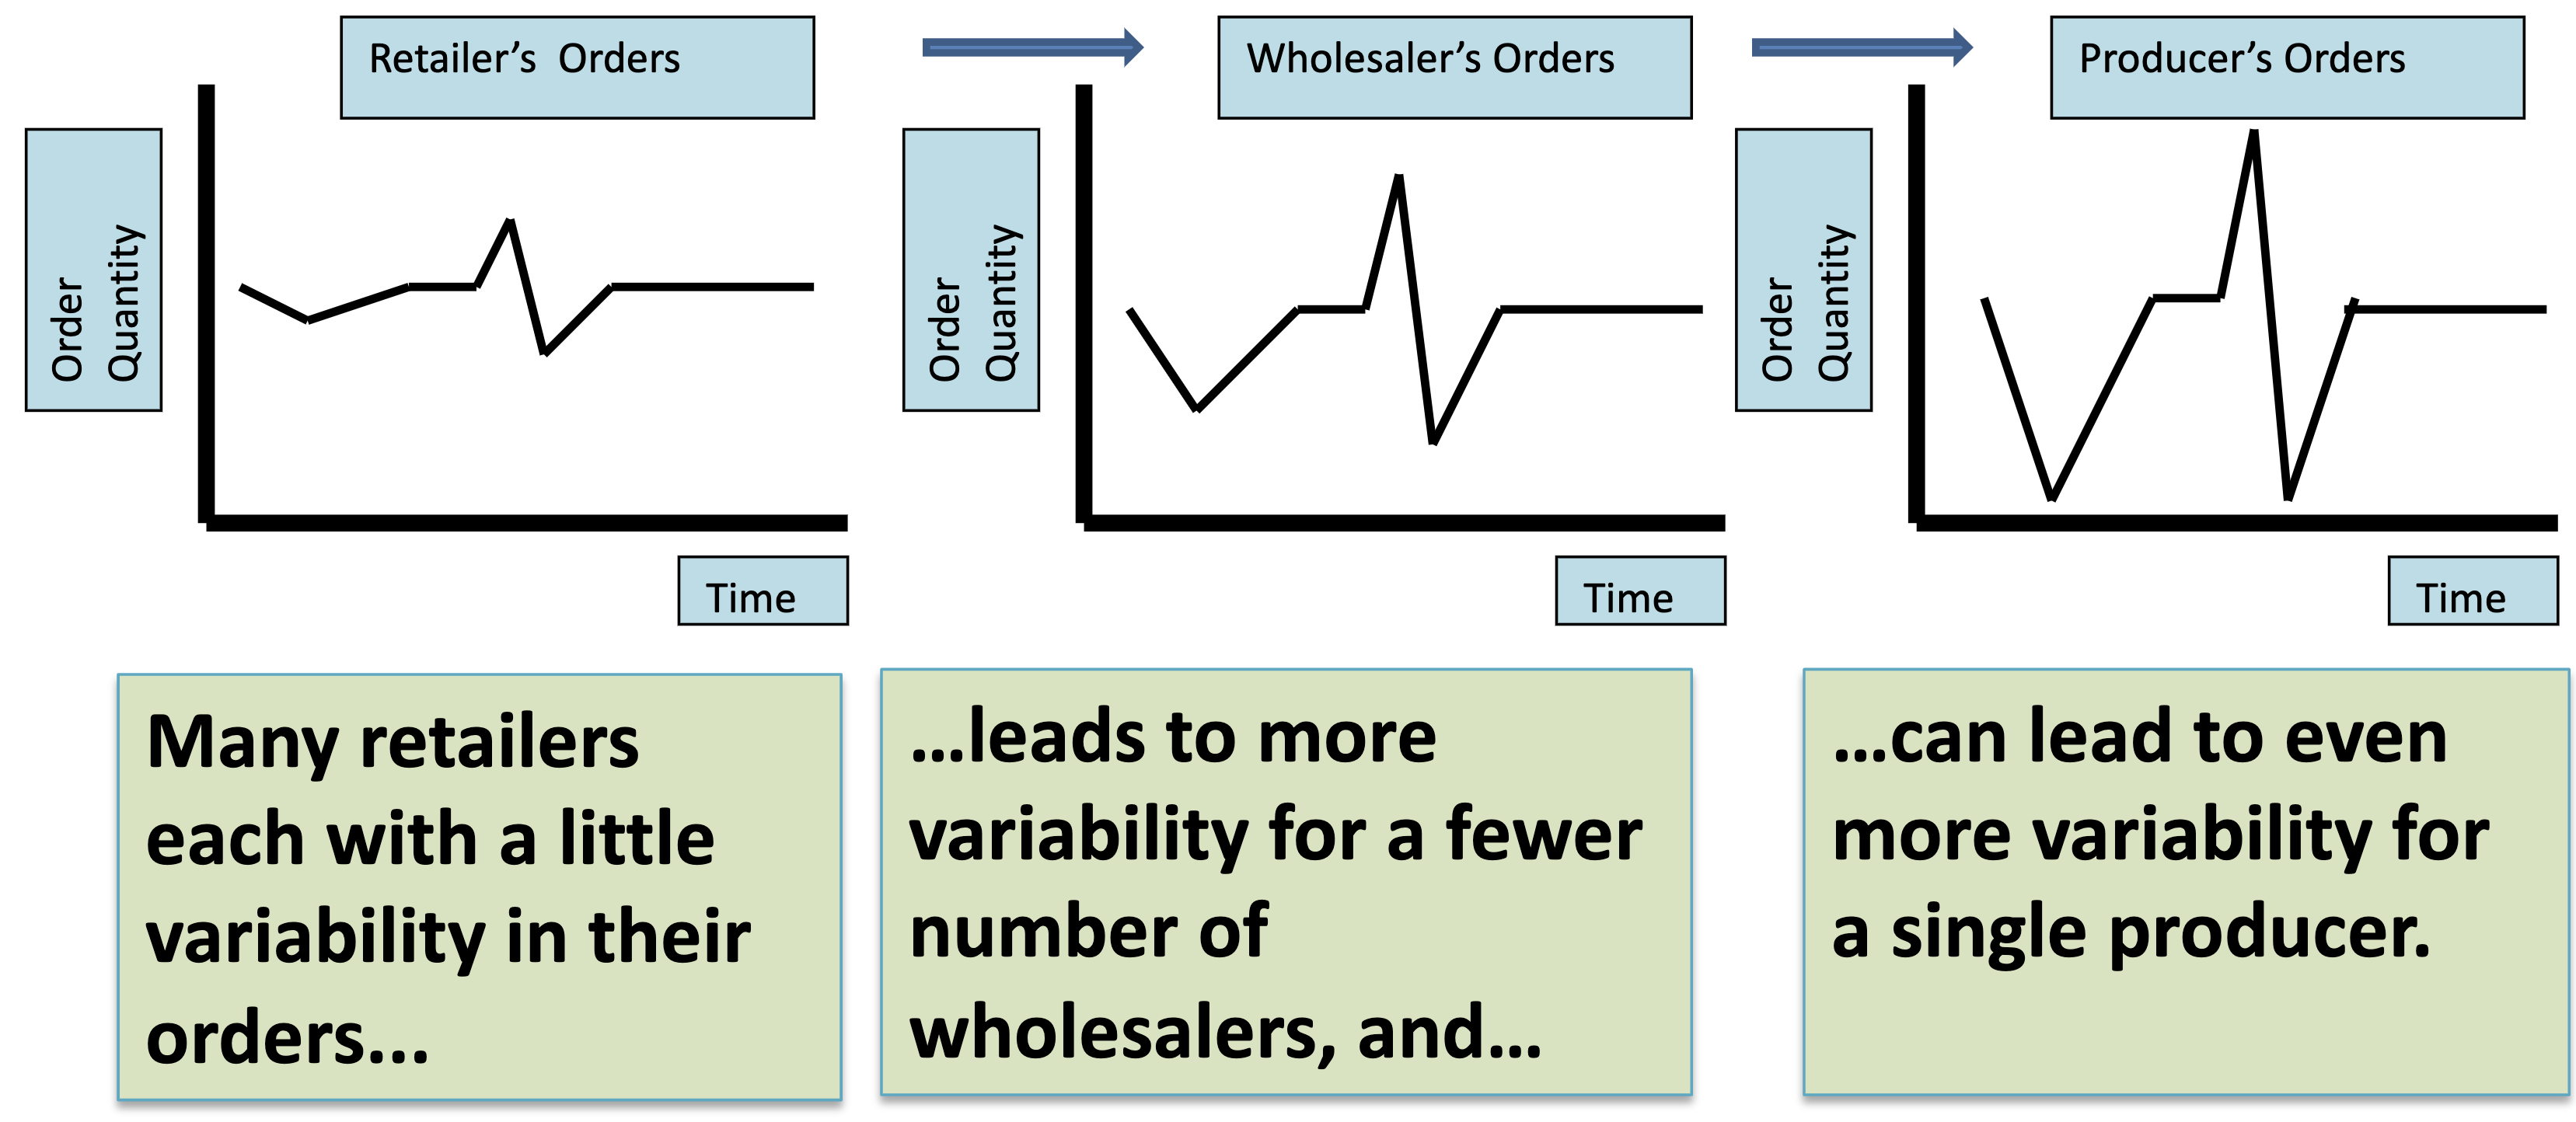 Retailer’s  Orders
Wholesaler’s Orders
Producer’s Orders
Order
Quantity
Order
Quantity
Order
Quantity
Time
Time
Time
Many retailers
each with a little
variability in their
orders...
…leads to more
variability for a fewer
number of
wholesalers, and…
…can lead to even
more variability for
a single producer.